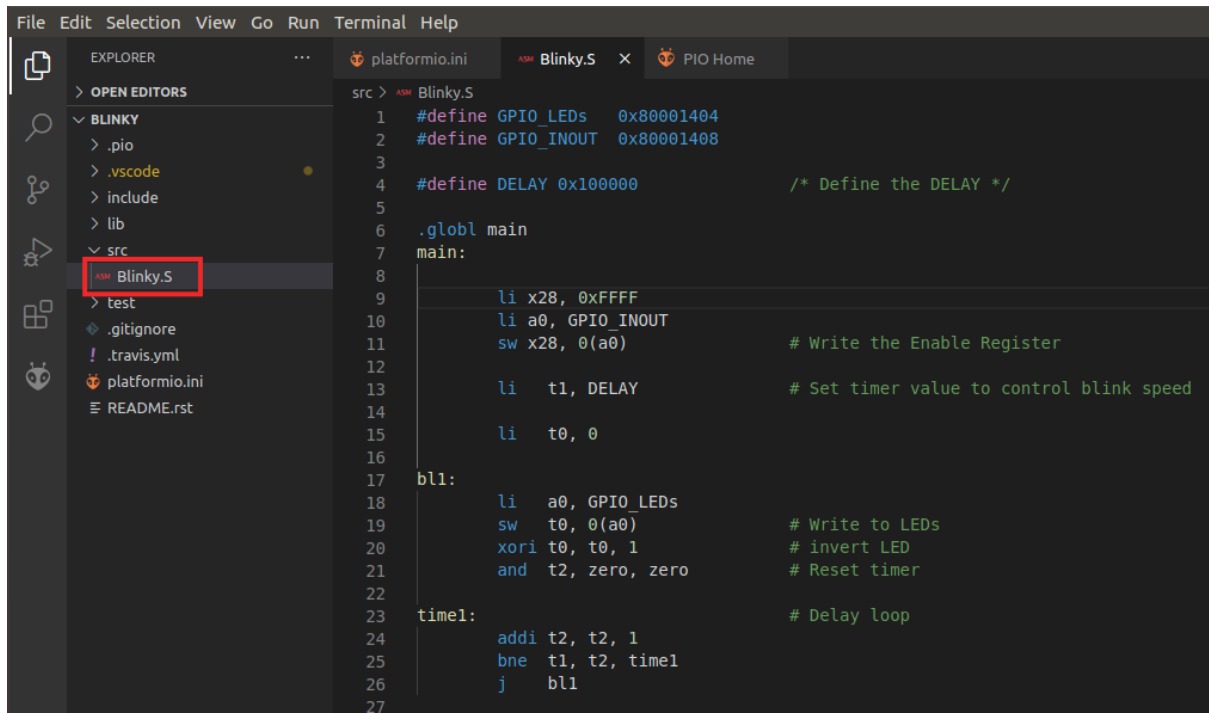 File Edit Selection View Go Run Terminal Help
EXPLORER ...
> OPEN EDITORS
BLINKY
> .pio
> .vscode
> include
> lib
src
ASM Blinky.S
> test
.gitignore
! .travis.yml
platformio.ini
README.rst
platformio.ini ASM Blinky.S × PIO Home
src > ASM Blinky.S
1 #define GPIO_LEDs   0x80001404
2 #define GPIO_INOUT  0x80001408
3
4 #define DELAY 0x100000               /* Define the DELAY */
5
6 .globl main
7 main:
8
9         li x28, 0xFFFF
10         li a0, GPIO_INOUT
11         sw x28, 0(a0)                # Write the Enable Register
12
13         li   t1, DELAY               # Set timer value to control blink speed
14
15         li   t0, 0
16
17 bl1:
18         li   a0, GPIO_LEDs
19         sw   t0, 0(a0)               # Write to LEDs
20         xori t0, t0, 1               # invert LED
21         and  t2, zero, zero          # Reset timer
22
23 time1:                               # Delay loop
24         addi t2, t2, 1
25         bne  t1, t2, time1
26         j    bl1
27